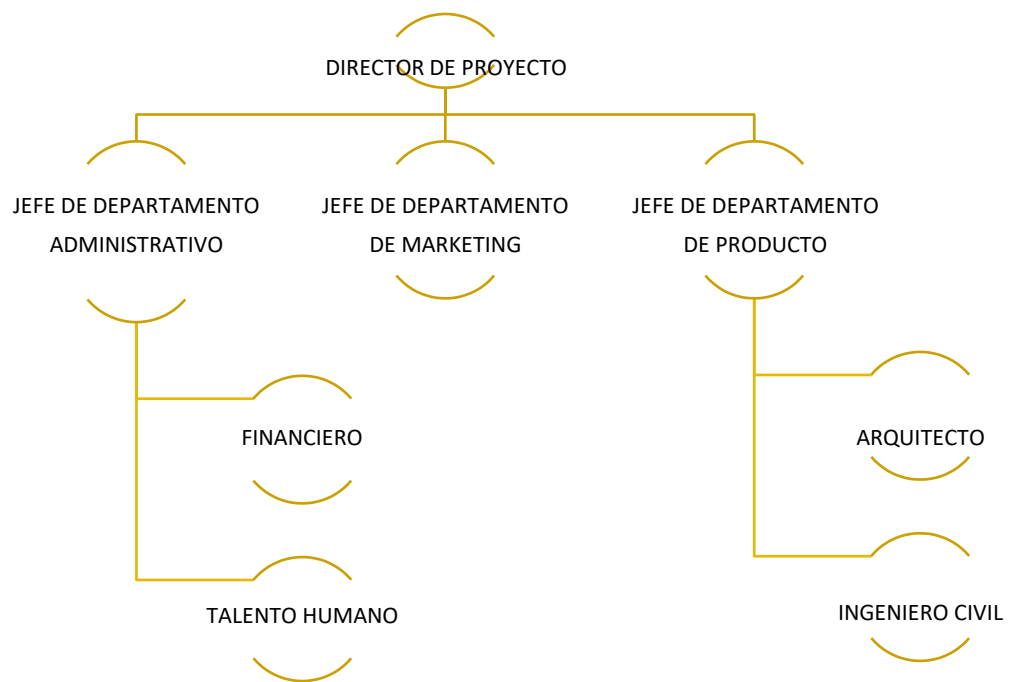 DIRECTOR DE PROYECTO
JEFE DE DEPARTAMENTO
ADMINISTRATIVO
JEFE DE DEPARTAMENTO
DE MARKETING
JEFE DE DEPARTAMENTO
DE PRODUCTO
FINANCIERO
ARQUITECTO
TALENTO HUMANO
INGENIERO CIVIL